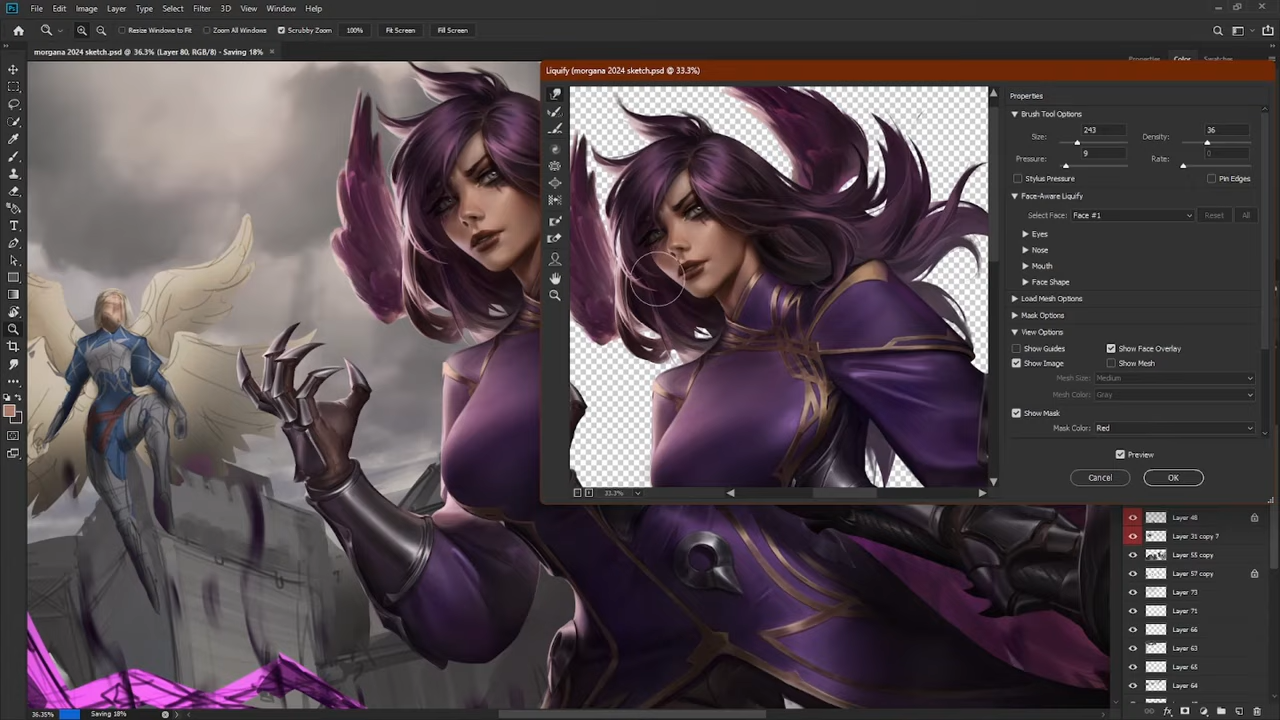 Ps File Edit Image Layer Type Select Filter 3D View Window Help
Resize Windows to Fit Zoom All Windows Scrubby Zoom 100% Fit Screen Fill Screen
morgana 2024 sketch.psd @ 36.3% (Layer 80, RGB/8) - Saving 18% ×
Properties Color Swatches
Liquify (morgana 2024 sketch.psd @ 33.3%)
Properties
Brush Tool Options
Size: 243 Density: 36
Pressure: 9 Rate: 0
Stylus Pressure Pin Edges
Face-Aware Liquify
Select Face: Face #1 Reset All
Eyes
Nose
Mouth
Face Shape
Load Mesh Options
Mask Options
View Options
Show Guides Show Face Overlay
Show Image Show Mesh
Mesh Size: Medium
Mesh Color: Gray
Show Mask
Mask Color: Red
Preview
Cancel OK
33.3%
Layer 48
Layer 31 copy 7
Layer 55 copy
Layer 57 copy
Layer 73
Layer 71
Layer 66
Layer 63
Layer 65
Layer 64
36.35% Saving 18%